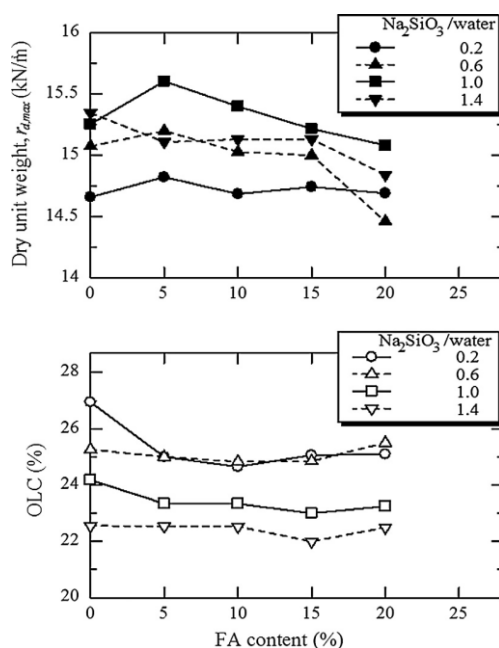 Na₂SiO₃/water
0.2
0.6
1.0
1.4
16
15.5
15
14.5
14
Dry unit weight, r_d,max (kN/m)
0 5 10 15 20 25
Na₂SiO₃/water
0.2
0.6
1.0
1.4
28
26
24
22
20
OLC (%)
0 5 10 15 20 25
FA content (%)